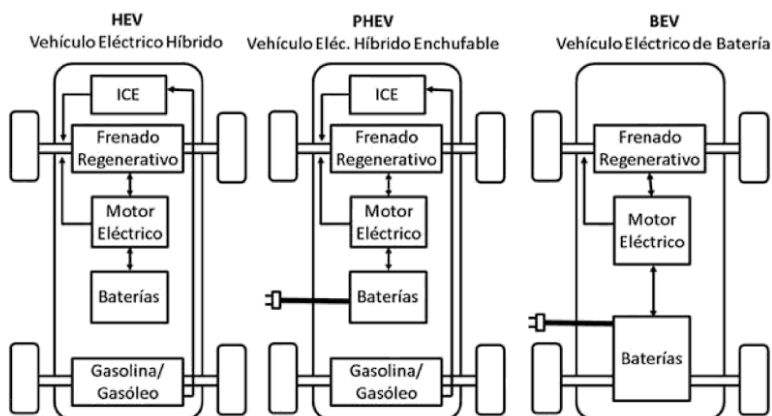 HEV
Vehículo Eléctrico Híbrido
ICE
Frenado
Regenerativo
Motor
Eléctrico
Baterías
Gasolina/
Gasóleo
PHEV
Vehículo Eléc. Híbrido Enchufable
ICE
Frenado
Regenerativo
Motor
Eléctrico
Baterías
Gasolina/
Gasóleo
BEV
Vehículo Eléctrico de Batería
Frenado
Regenerativo
Motor
Eléctrico
Baterías